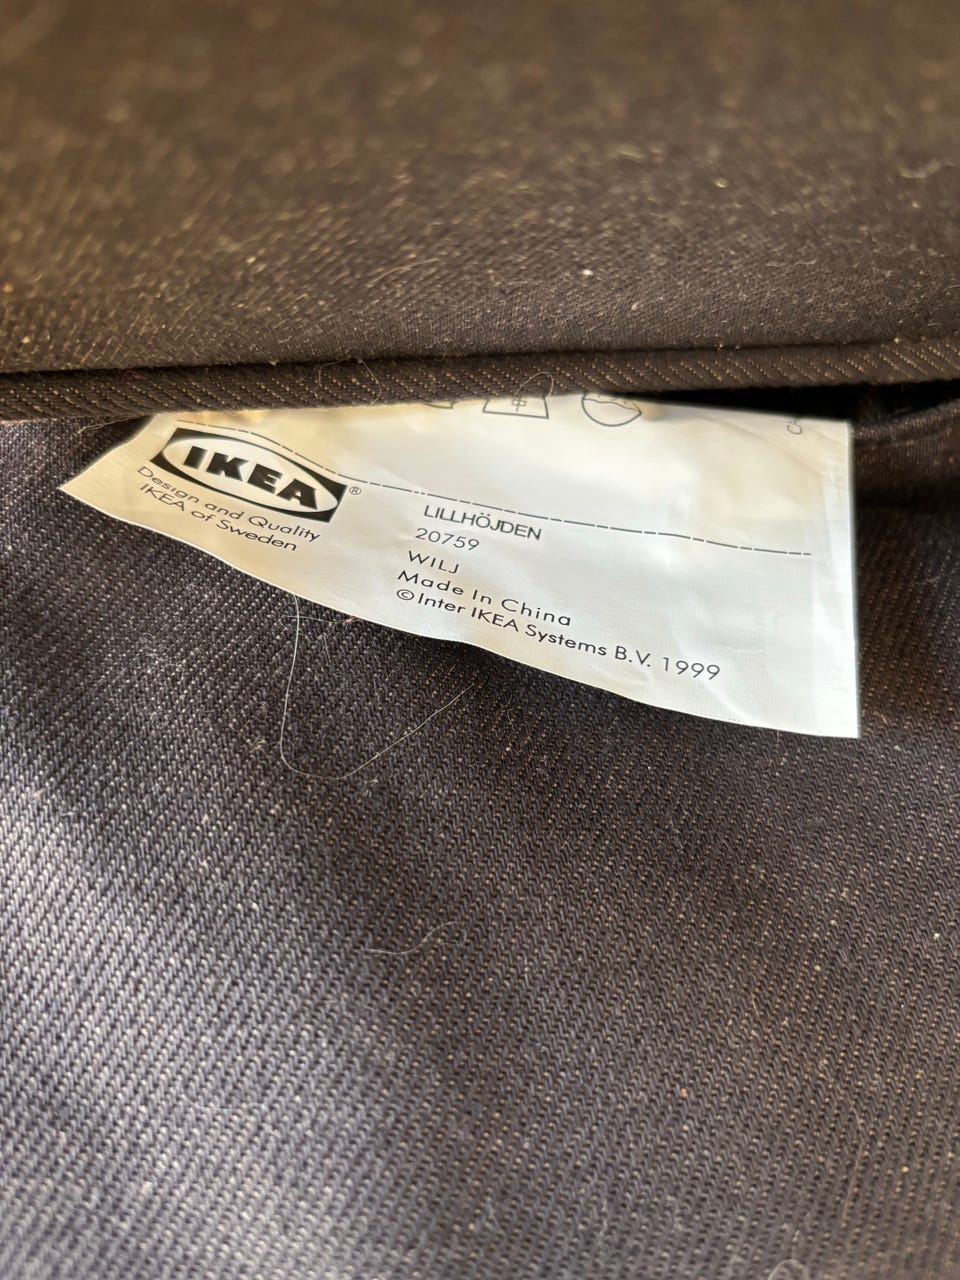 IKEA®
Design and Quality
IKEA of Sweden
LILLHÖJDEN
20759
WILJ
Made In China
©Inter IKEA Systems B.V. 1999